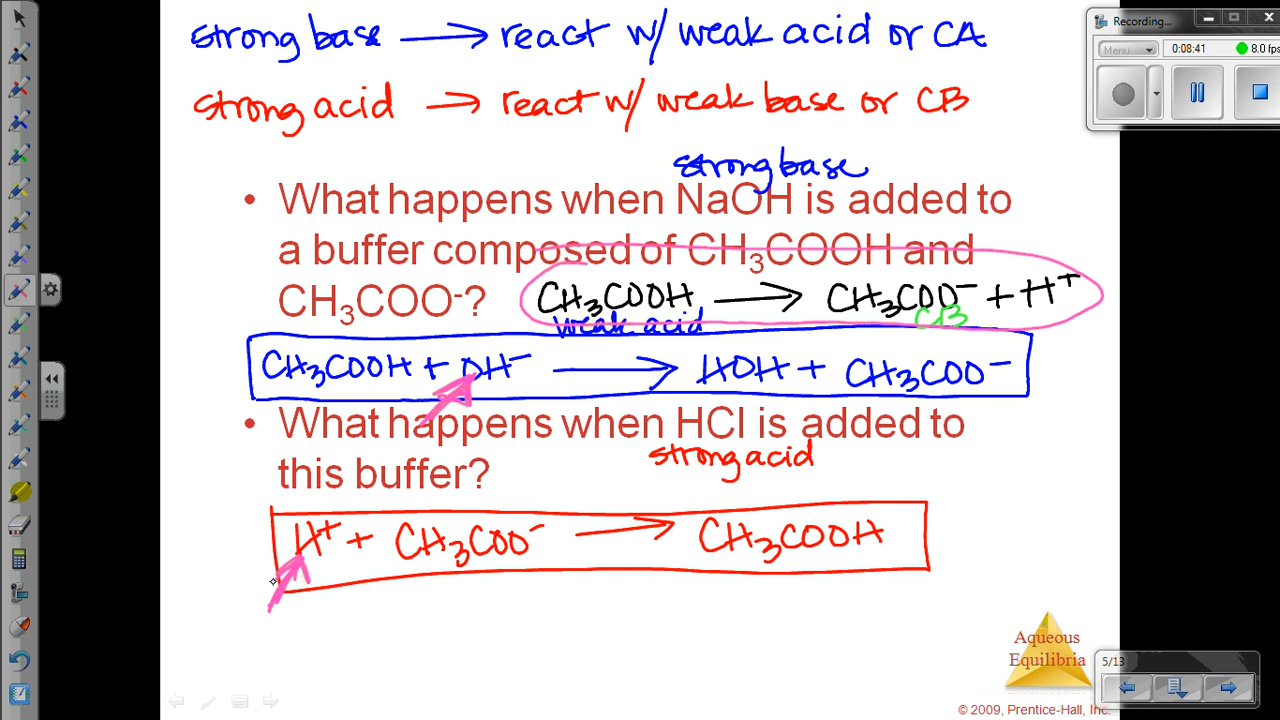 strong base → react w/ weak acid or CA
strong acid → react w/ weak base or CB
strong base
• What happens when NaOH is added to
a buffer composed of CH₃COOH and
CH₃COO⁻? CH₃COOH → CH₃COO⁻ + H⁺
weak acid CB
CH₃COOH + OH⁻ → HOH + CH₃COO⁻
• What happens when HCl is added to
strong acid
this buffer?
H⁺ + CH₃COO⁻ → CH₃COOH
Aqueous
Equilibria
© 2009, Prentice-Hall, Inc.
Recording...
Menu 0:08:41 8.0 fps
5/13